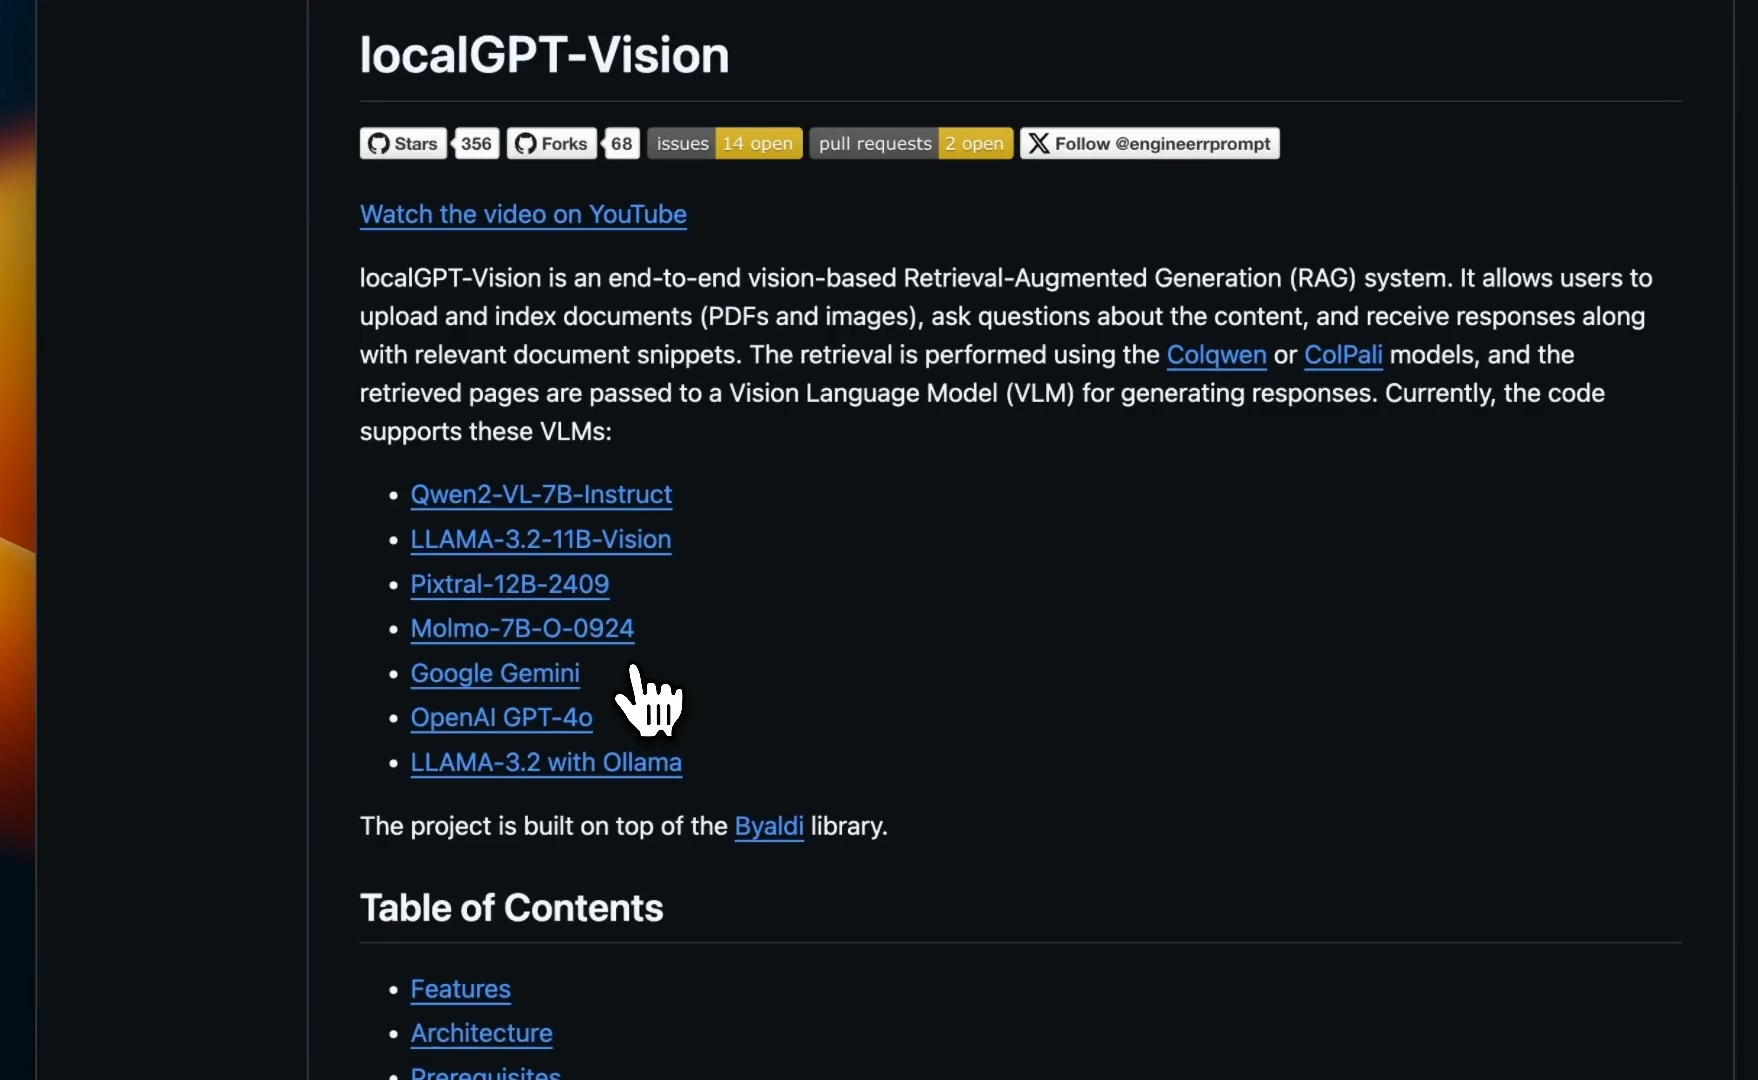 localGPT-Vision
Stars 356 Forks 68 issues 14 open pull requests 2 open Follow @engineerrprompt
Watch the video on YouTube
localGPT-Vision is an end-to-end vision-based Retrieval-Augmented Generation (RAG) system. It allows users to
upload and index documents (PDFs and images), ask questions about the content, and receive responses along
with relevant document snippets. The retrieval is performed using the Colqwen or ColPali models, and the
retrieved pages are passed to a Vision Language Model (VLM) for generating responses. Currently, the code
supports these VLMs:
• Qwen2-VL-7B-Instruct
• LLAMA-3.2-11B-Vision
• Pixtral-12B-2409
• Molmo-7B-O-0924
• Google Gemini
• OpenAI GPT-4o
• LLAMA-3.2 with Ollama
The project is built on top of the Byaldi library.
Table of Contents
• Features
• Architecture
• Prerequisites